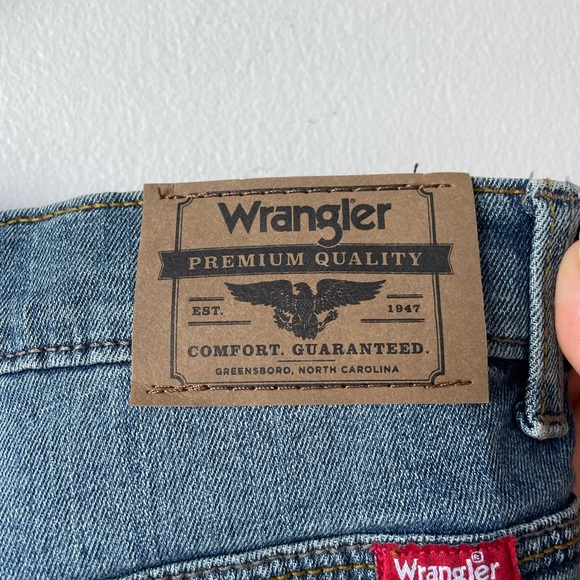 Wrangler
PREMIUM QUALITY
EST. 1947
COMFORT. GUARANTEED.
GREENSBORO, NORTH CAROLINA
Wrangler®